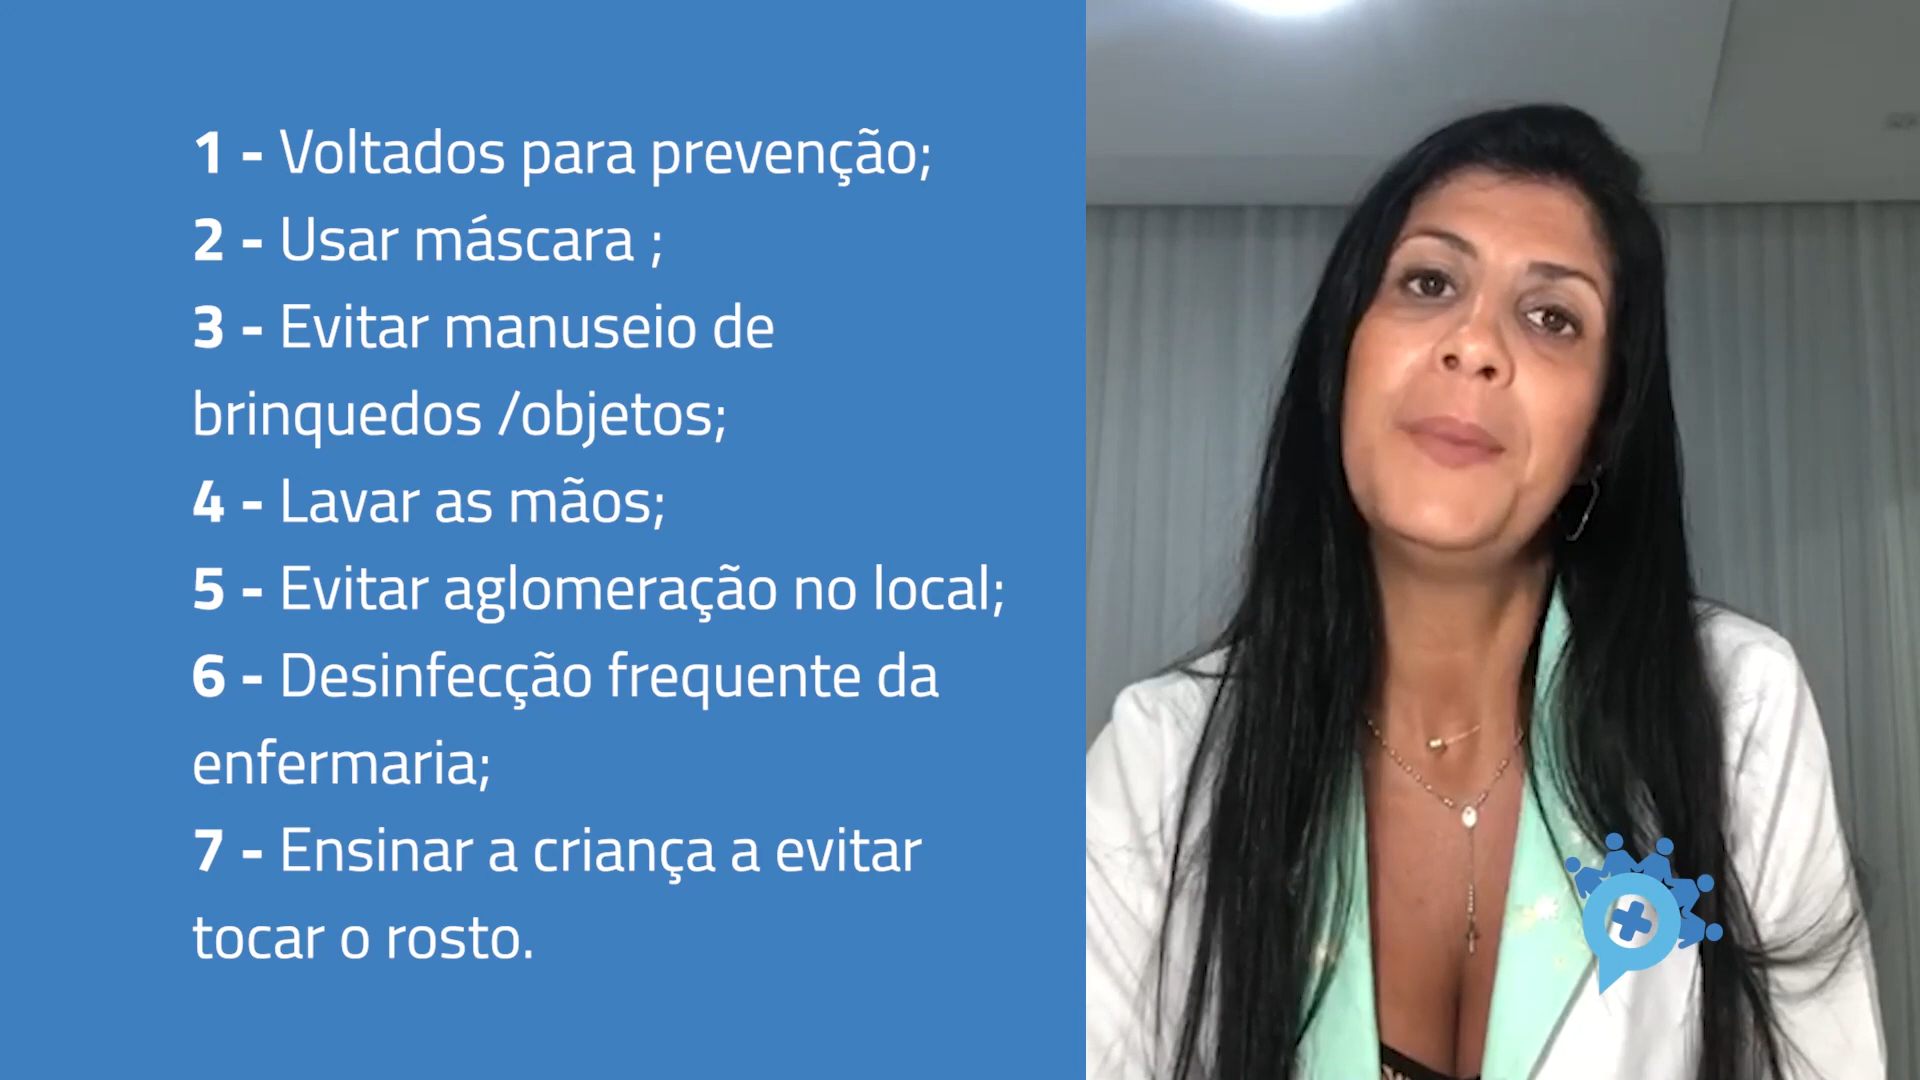 1 - Voltados para prevenção;
2 - Usar máscara ;
3 - Evitar manuseio de
brinquedos /objetos;
4 - Lavar as mãos;
5 - Evitar aglomeração no local;
6 - Desinfecção frequente da
enfermaria;
7 - Ensinar a criança a evitar
tocar o rosto.